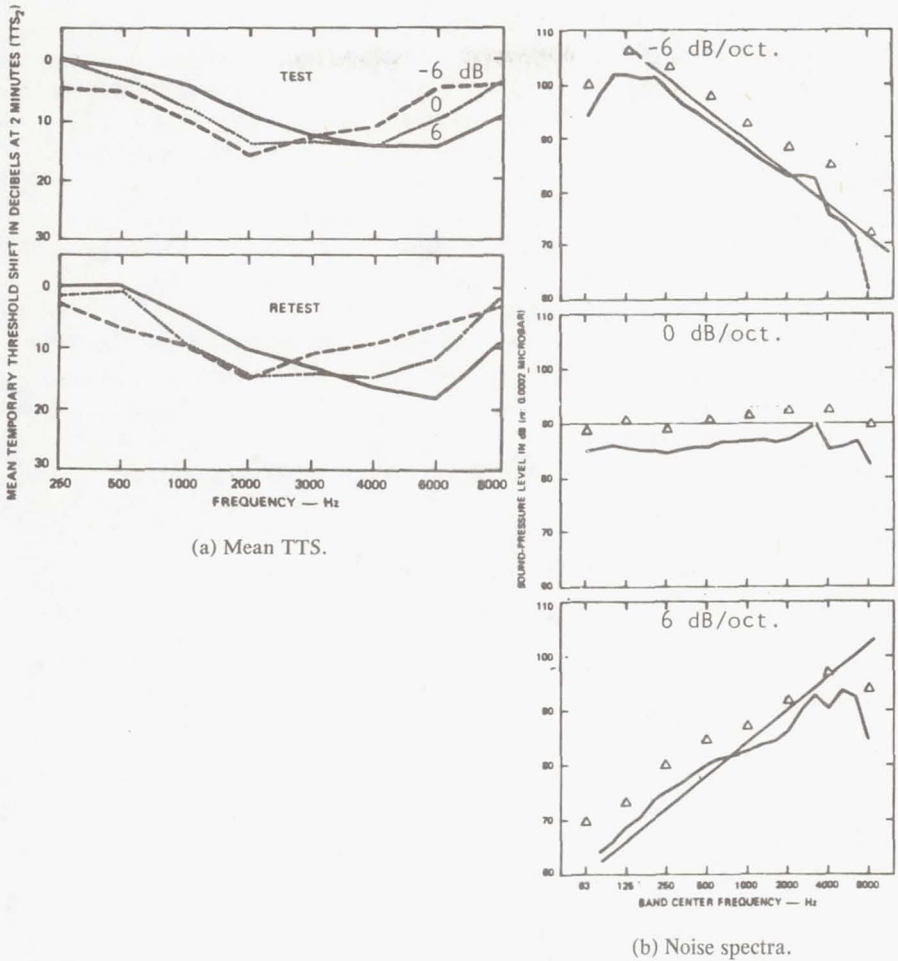 MEAN TEMPORARY THRESHOLD SHIFT IN DECIBELS AT 2 MINUTES (TTS2)
0
10
20
30
TEST
-6 dB
0
6
0
10
20
30
RETEST
250 500 1000 2000 3000 4000 6000 8000
FREQUENCY — Hz
(a) Mean TTS.
SOUND-PRESSURE LEVEL IN dB (re 0.0002 MICROBAR)
110
100
90
80
70
60
-6 dB/oct.
110
100
90
80
70
60
0 dB/oct.
110
100
90
80
70
60
6 dB/oct.
63 125 250 500 1000 2000 4000 8000
BAND CENTER FREQUENCY — Hz
(b) Noise spectra.